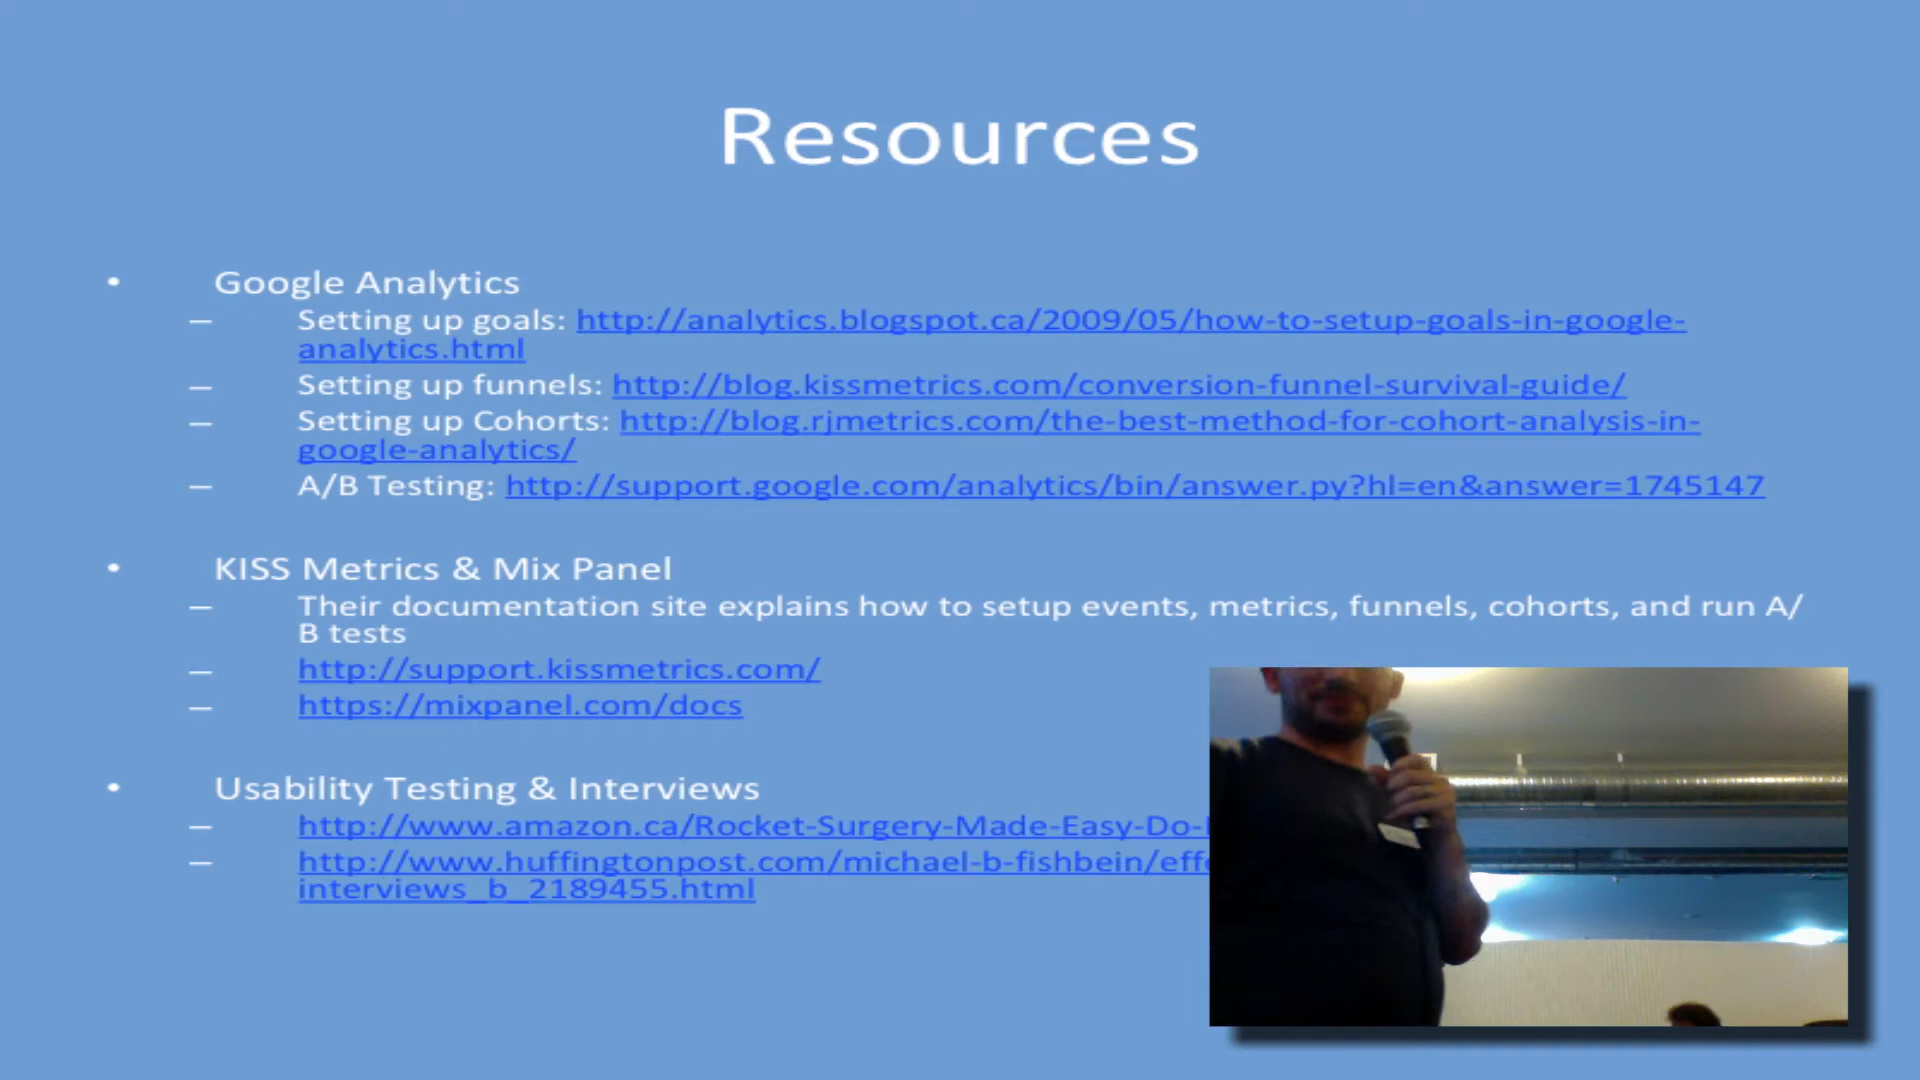 Resources
• Google Analytics
– Setting up goals: http://analytics.blogspot.ca/2009/05/how-to-setup-goals-in-google-
analytics.html
– Setting up funnels: http://blog.kissmetrics.com/conversion-funnel-survival-guide/
– Setting up Cohorts: http://blog.rjmetrics.com/the-best-method-for-cohort-analysis-in-
google-analytics/
– A/B Testing: http://support.google.com/analytics/bin/answer.py?hl=en&answer=1745147
• KISS Metrics & Mix Panel
– Their documentation site explains how to setup events, metrics, funnels, cohorts, and run A/
B tests
– http://support.kissmetrics.com/
– https://mixpanel.com/docs
• Usability Testing & Interviews
– http://www.amazon.ca/Rocket-Surgery-Made-Easy-Do-
– http://www.huffingtonpost.com/michael-b-fishbein/eff
interviews_b_2189455.html